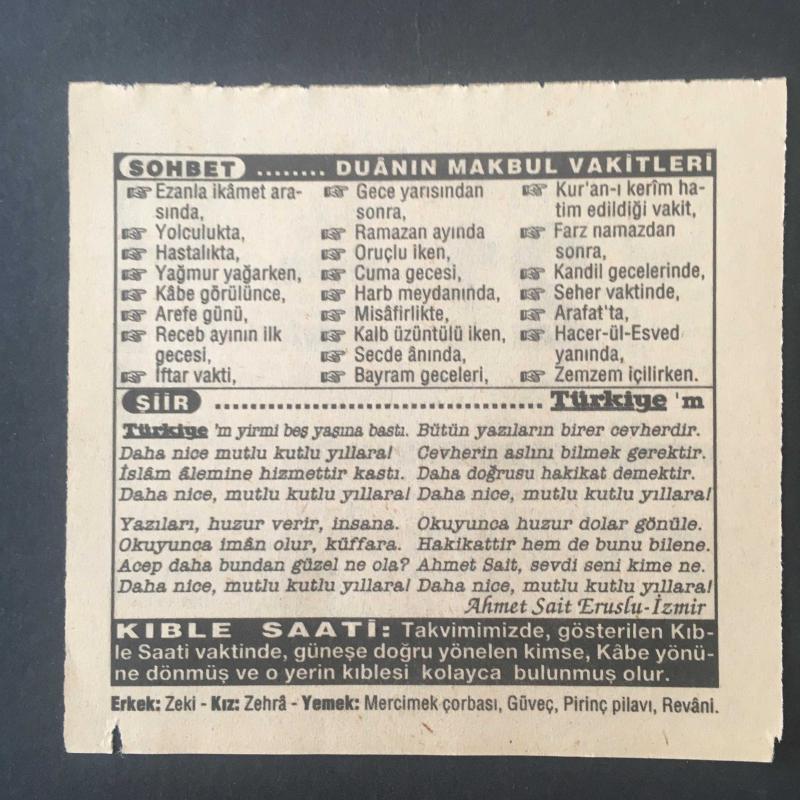 SOHBET ........ DUÂNIN MAKBUL VAKİTLERİ
Ezanla ikâmet ara-
sında,
Yolculukta,
Hastalıkta,
Yağmur yağarken,
Kâbe görülünce,
Arefe günü,
Receb ayının ilk
gecesi,
İftar vakti,
Gece yarısından
sonra,
Ramazan ayında
Oruçlu iken,
Cuma gecesi,
Harb meydanında,
Misâfirlikte,
Kalb üzüntülü iken,
Secde ânında,
Bayram geceleri,
Kur'an-ı kerîm ha-
tim edildiği vakit,
Farz namazdan
sonra,
Kandil gecelerinde,
Seher vaktinde,
Arafat'ta,
Hacer-ül-Esved
yanında,
Zemzem içilirken.
ŞİİR ........................................ Türkiye 'm
Türkiye 'm yirmi beş yaşına bastı.
Daha nice mutlu kutlu yıllara!
İslâm âlemine hizmettir kastı.
Daha nice, mutlu kutlu yıllara!
Yazıları, huzur verir, insana.
Okuyunca imân olur, küffara.
Acep daha bundan güzel ne ola?
Daha nice, mutlu kutlu yıllara!
Bütün yazıların birer cevherdir.
Cevherin aslını bilmek gerektir.
Daha doğrusu hakikat demektir.
Daha nice, mutlu kutlu yıllara!
Okuyunca huzur dolar gönüle.
Hakikattir hem de bunu bilene.
Ahmet Sait, sevdi seni kime ne.
Daha nice, mutlu kutlu yıllara!
Ahmet Sait Eruslu-İzmir
KIBLE SAATİ: Takvimimizde, gösterilen Kıb-
le Saati vaktinde, güneşe doğru yönelen kimse, Kâbe yönü-
ne dönmüş ve o yerin kıblesi kolayca bulunmuş olur.
Erkek: Zeki - Kız: Zehrâ - Yemek: Mercimek çorbası, Güveç, Pirinç pilavı, Revâni.